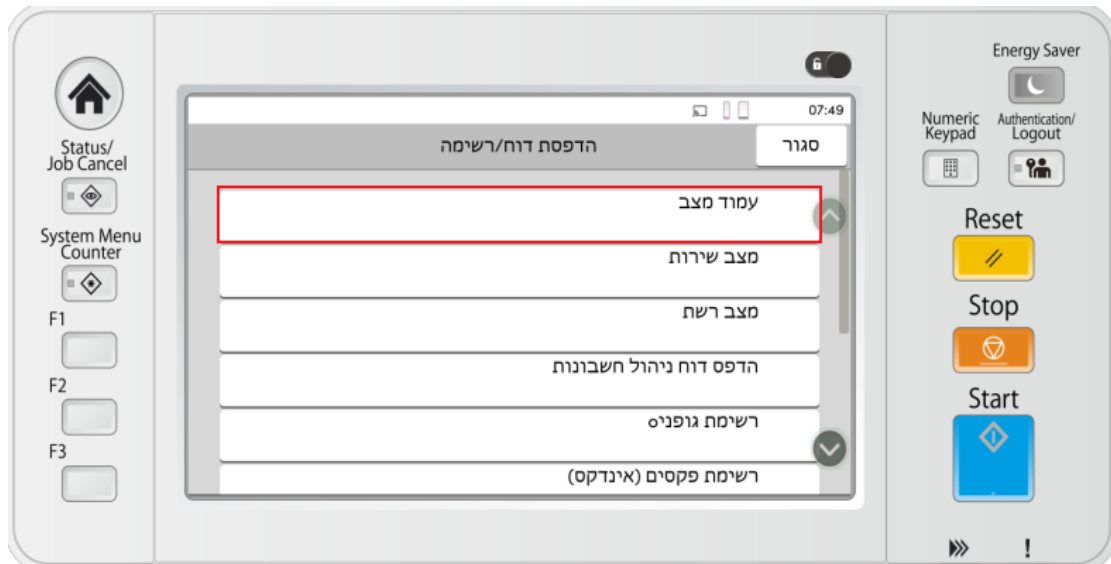 Energy Saver
Status/
Job Cancel
System Menu
Counter
F1
F2
F3
07:49
הדפסת דוח/רשימה
סגור
עמוד מצב
מצב שירות
מצב רשת
הדפס דוח ניהול חשבונות
רשימת גופניס
רשימת פקסים (אינדקס)
Numeric
Keypad
Authentication/
Logout
Reset
Stop
Start
!